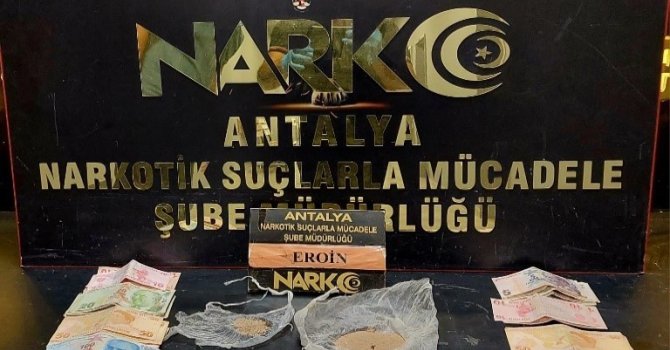 NARKO
ANTALYA
NARKOTİK SUÇLARLA MÜCADELE
ŞUBE MÜDÜRLÜĞÜ
ANTALYA
NARKOTİK SUÇLARLA MÜCADELE
ŞUBE MÜDÜRLÜĞÜ
EROİN
NARKO